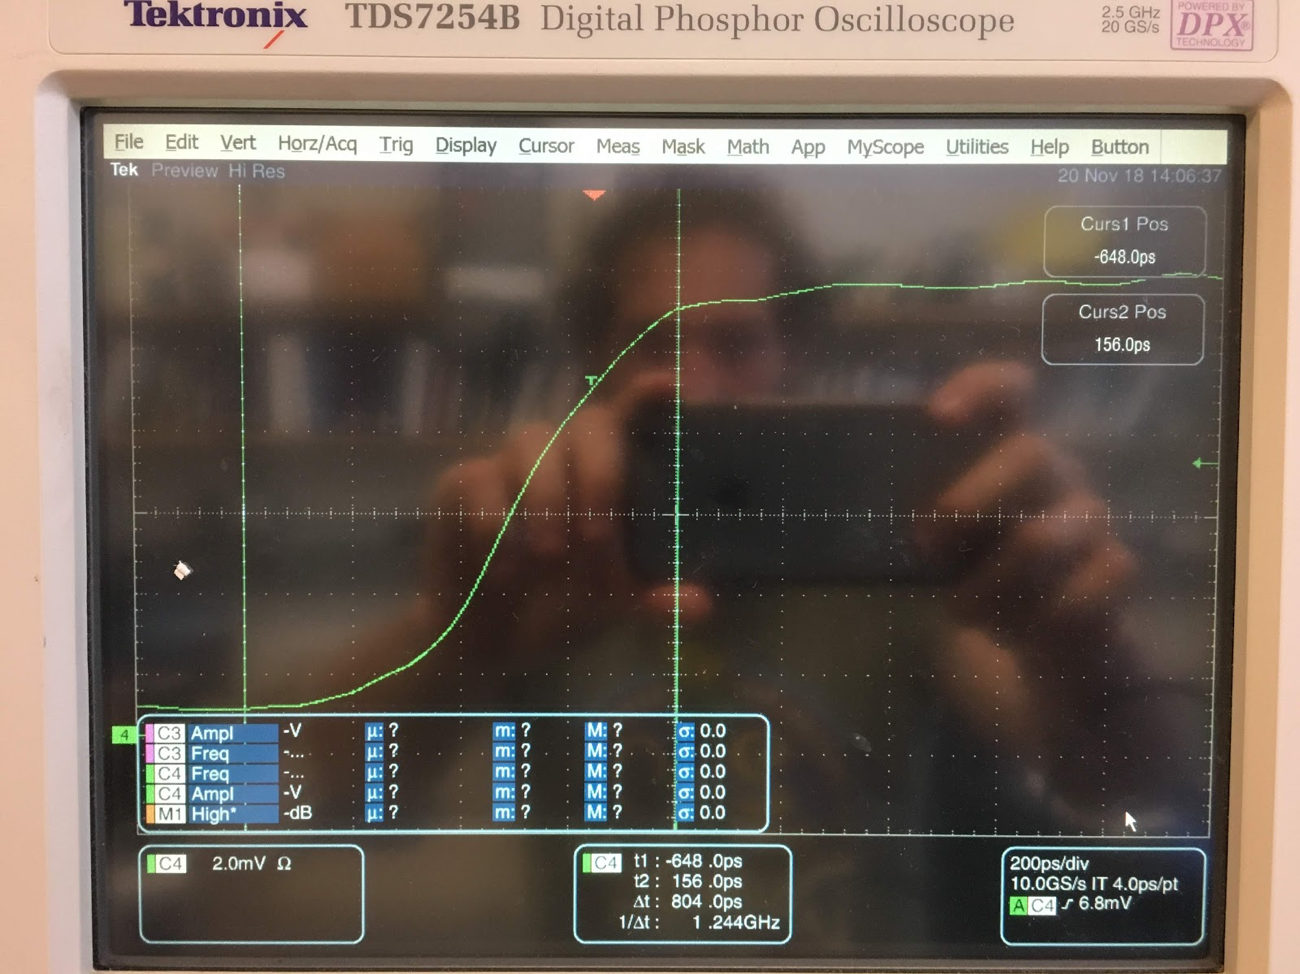 Tektronix TDS7254B Digital Phosphor Oscilloscope
2.5 GHz
20 GS/s
POWERED BY
DPX®
TECHNOLOGY
File Edit Vert Horz/Acq Trig Display Cursor Meas Mask Math App MyScope Utilities Help Button
Tek Preview Hi Res
20 Nov 18 14:06:37
Curs1 Pos
-648.0ps
Curs2 Pos
156.0ps
T
4
C3 Ampl -V μ: ? m: ? M: ? σ: 0.0
C3 Freq -... μ: ? m: ? M: ? σ: 0.0
C4 Freq -... μ: ? m: ? M: ? σ: 0.0
C4 Ampl -V μ: ? m: ? M: ? σ: 0.0
M1 High* -dB μ: ? m: ? M: ? σ: 0.0
C4 2.0mV Ω
C4 t1 : -648 .0ps
t2 : 156 .0ps
Δt : 804 .0ps
1/Δt : 1 .244GHz
200ps/div
10.0GS/s IT 4.0ps/pt
A C4 ƒ 6.8mV